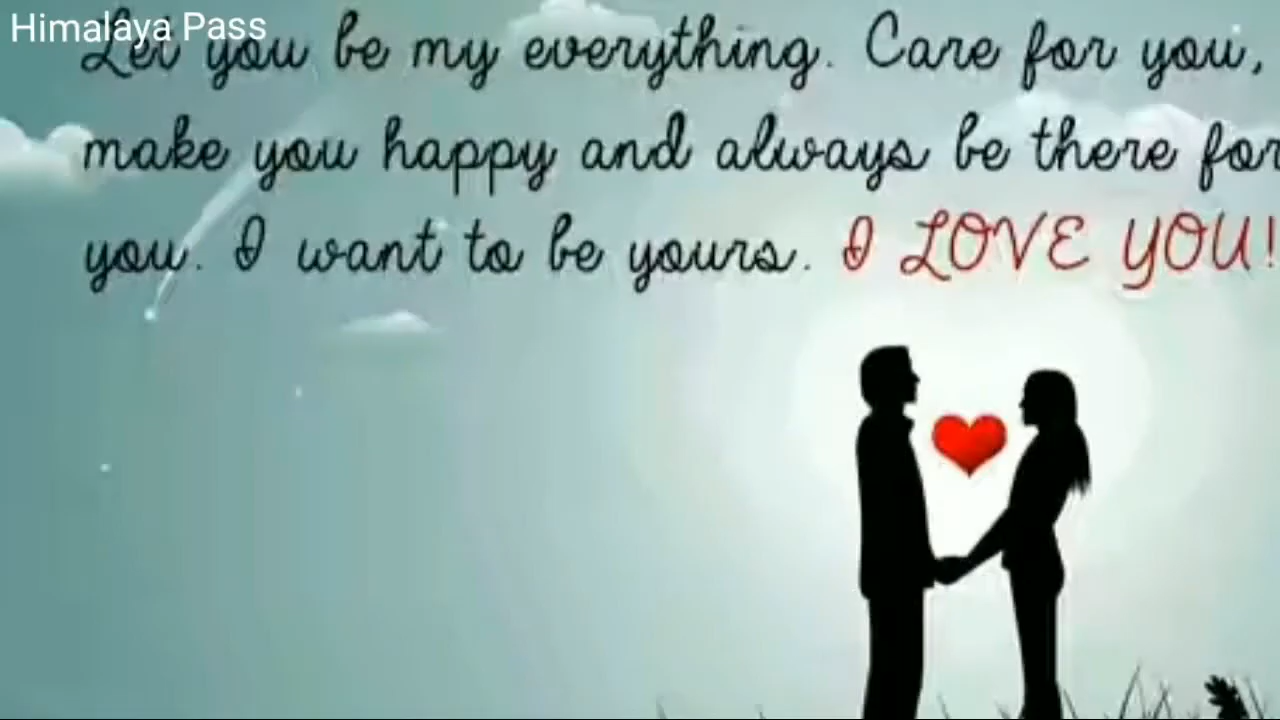 Himalaya Pass
Let you be my everything. Care for you,
make you happy and always be there for
you. I want to be yours. I LOVE YOU!